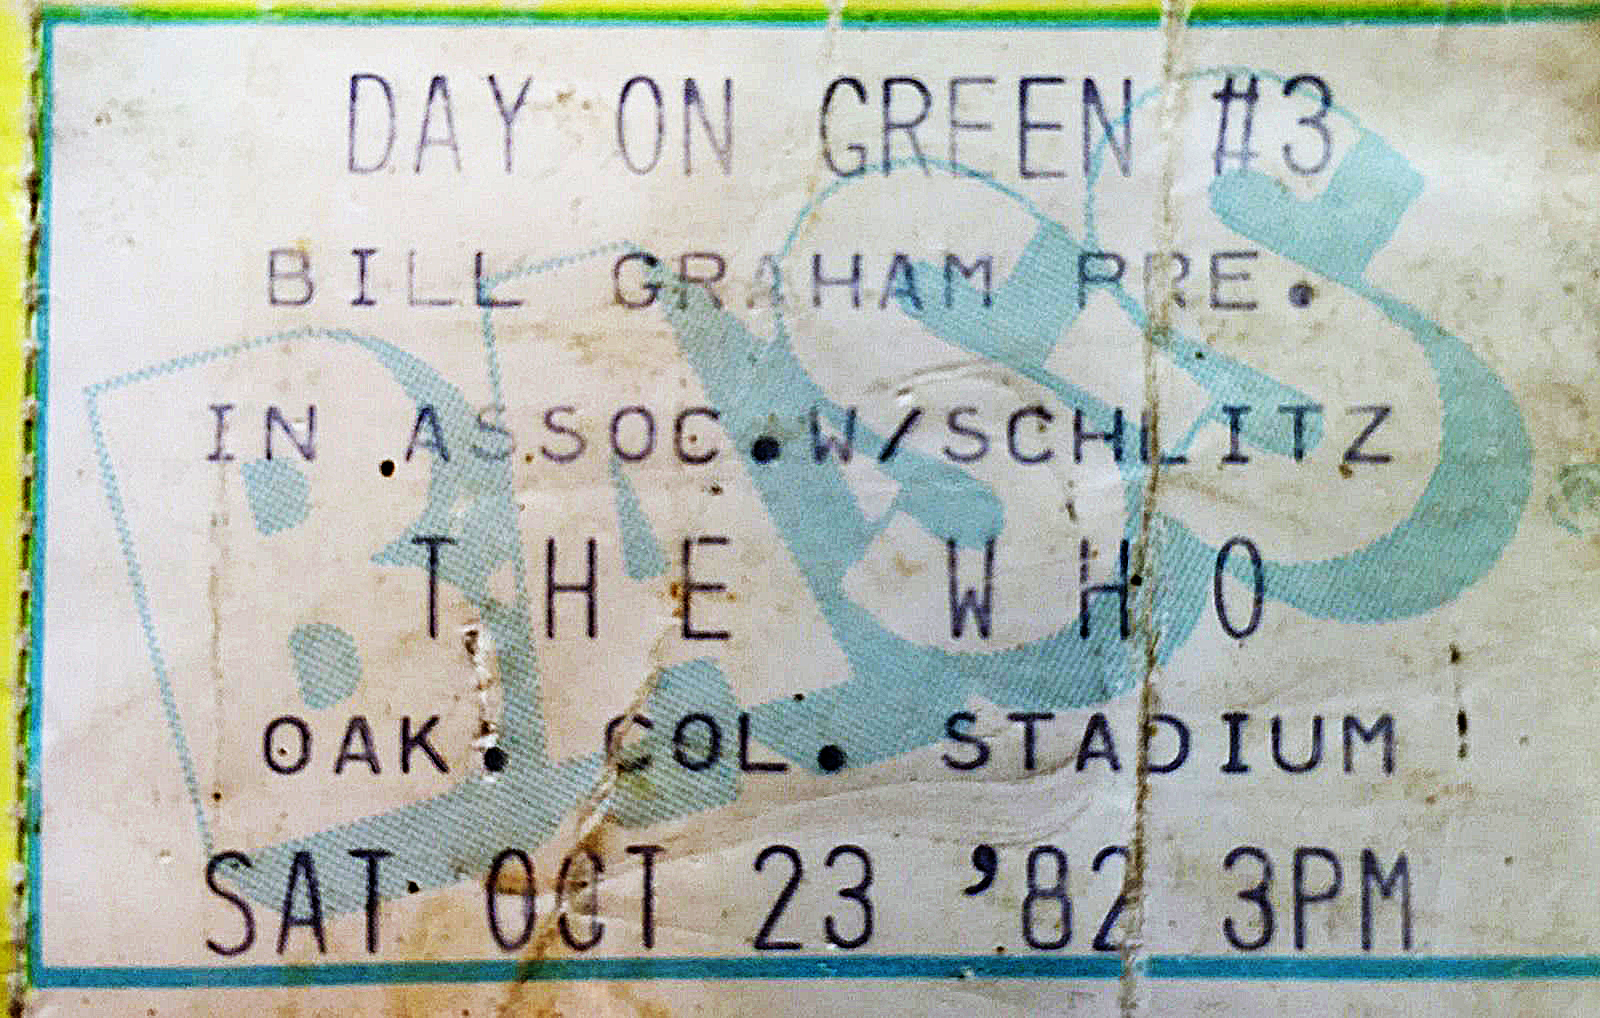 DAY ON GREEN #3
BILL GRAHAM PRE.
IN ASSOC.W/SCHLITZ
THE WHO
OAK. COL. STADIUM !
SAT OCT 23 '82 3PM
BASS